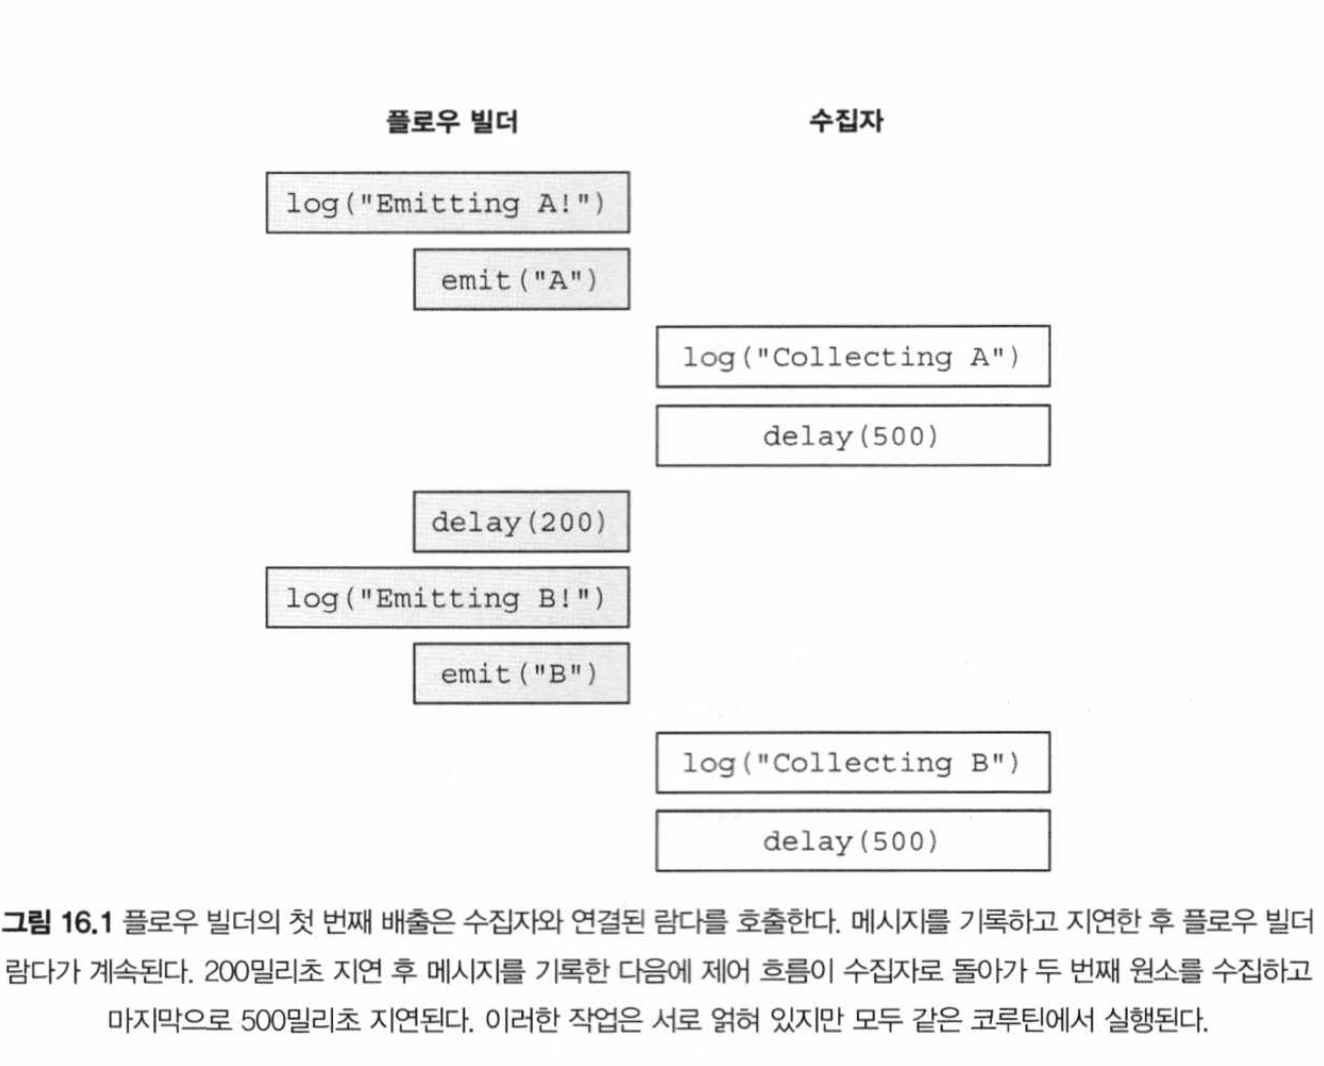 플로우 빌더 수집자
log("Emitting A!")
emit("A")
log("Collecting A")
delay(500)
delay(200)
log("Emitting B!")
emit("B")
log("Collecting B")
delay(500)
그림 16.1 플로우 빌더의 첫 번째 배출은 수집자와 연결된 람다를 호출한다. 메시지를 기록하고 지연한 후 플로우 빌더
람다가 계속된다. 200밀리초 지연 후 메시지를 기록한 다음에 제어 흐름이 수집자로 돌아가 두 번째 원소를 수집하고
마지막으로 500밀리초 지연된다. 이러한 작업은 서로 얽혀 있지만 모두 같은 코루틴에서 실행된다.